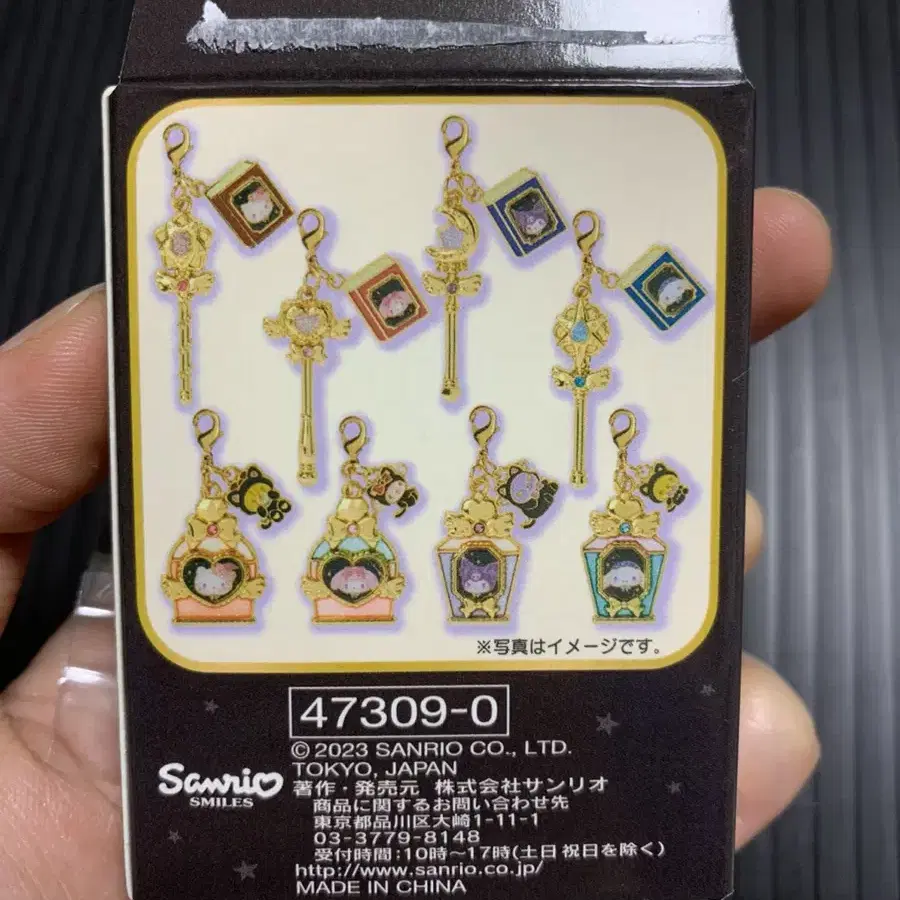 ※写真はイメージです。
47309-0
© 2023 SANRIO CO., LTD.
TOKYO, JAPAN
Sanrio
SMILES
著作・発売元 株式会社サンリオ
商品に関するお問い合わせ先
東京都品川区大崎1-11-1
03-3779-8148
受付時間:10時~17時(土日祝日を除く)
http://www.sanrio.co.jp/
MADE IN CHINA